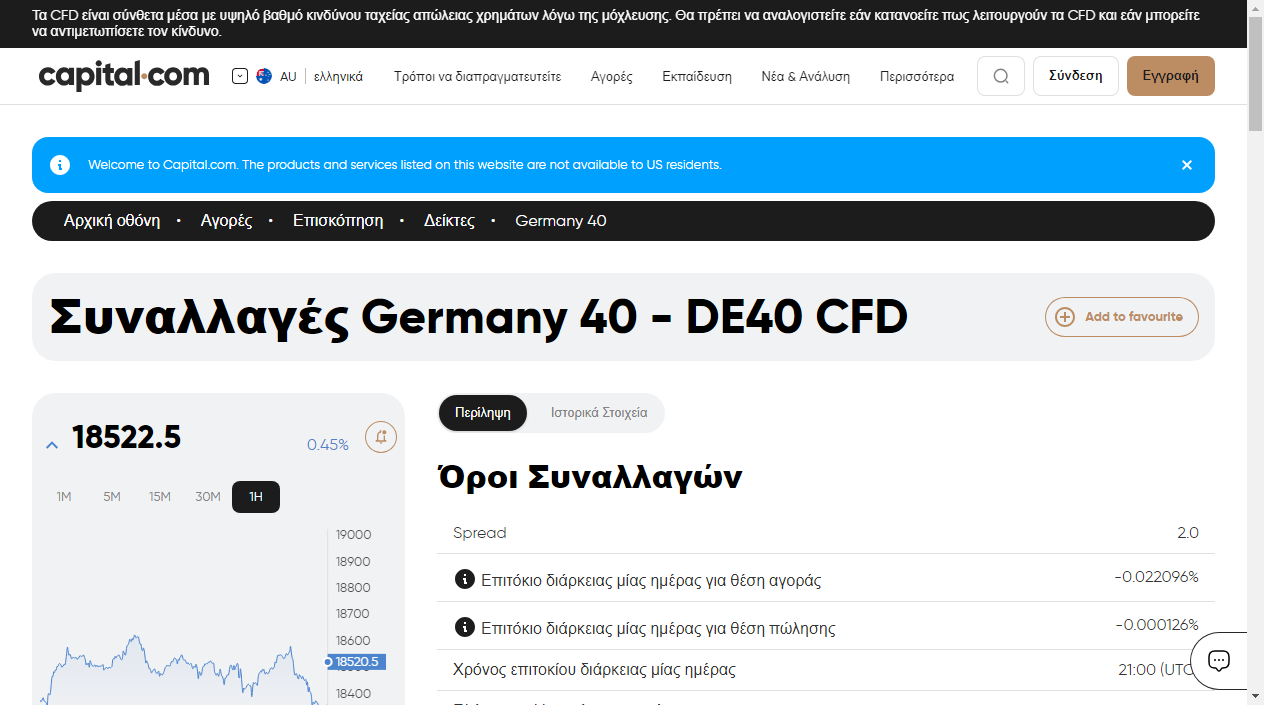 Τα CFD είναι σύνθετα μέσα με υψηλό βαθμό κινδύνου ταχείας απώλειας χρημάτων λόγω της μόχλευσης. Θα πρέπει να αναλογιστείτε εάν κατανοείτε πως λειτουργούν τα CFD και εάν μπορείτε
να αντιμετωπίσετε τον κίνδυνο.
capital.com AU ελληνικά Τρόποι να διαπραγματευτείτε Αγορές Εκπαίδευση Νέα & Ανάλυση Περισσότερα Σύνδεση Εγγραφή
Welcome to Capital.com. The products and services listed on this website are not available to US residents.
Αρχική οθόνη • Αγορές • Επισκόπηση • Δείκτες • Germany 40
Συναλλαγές Germany 40 - DE40 CFD
Add to favourite
18522.5
0.45%
1M 5M 15M 30M 1H
19000
18900
18800
18700
18600
18520.5
18400
Περίληψη Ιστορικά Στοιχεία
Όροι Συναλλαγών
Spread 2.0
Επιτόκιο διάρκειας μίας ημέρας για θέση αγοράς -0.022096%
Επιτόκιο διάρκειας μίας ημέρας για θέση πώλησης -0.000126%
Χρόνος επιτοκίου διάρκειας μίας ημέρας 21:00 (UTC